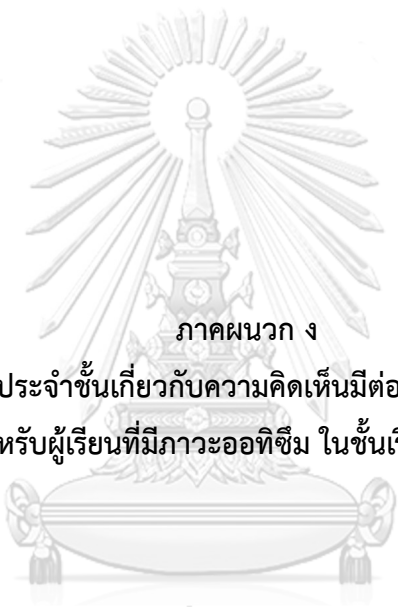 ภาคผนวก ง
ประจำชั้นเกี่ยวกับความคิดเห็นมีต่อ
หรับผู้เรียนที่มีภาวะออทิซึม ในชั้นเรี